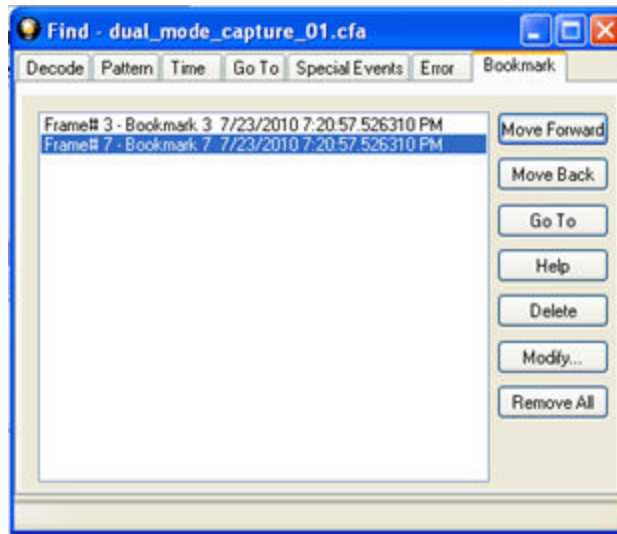 Find - dual_mode_capture_01.cfa
Decode Pattern Time Go To Special Events Error Bookmark
Frame# 3 - Bookmark 3 7/23/2010 7:20:57.526310 PM
Frame# 7 - Bookmark 7 7/23/2010 7:20:57.526310 PM
Move Forward
Move Back
Go To
Help
Delete
Modify...
Remove All